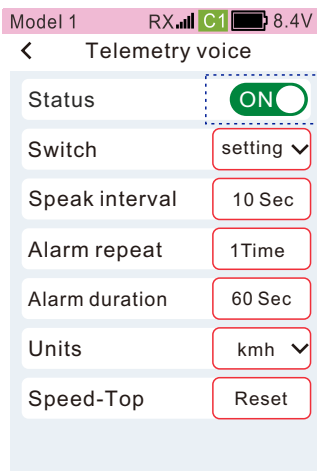 Model 1 RX C1 8.4V
Telemetry voice
Status ON
Switch setting
Speak interval 10 Sec
Alarm repeat 1Time
Alarm duration 60 Sec
Units kmh
Speed-Top Reset